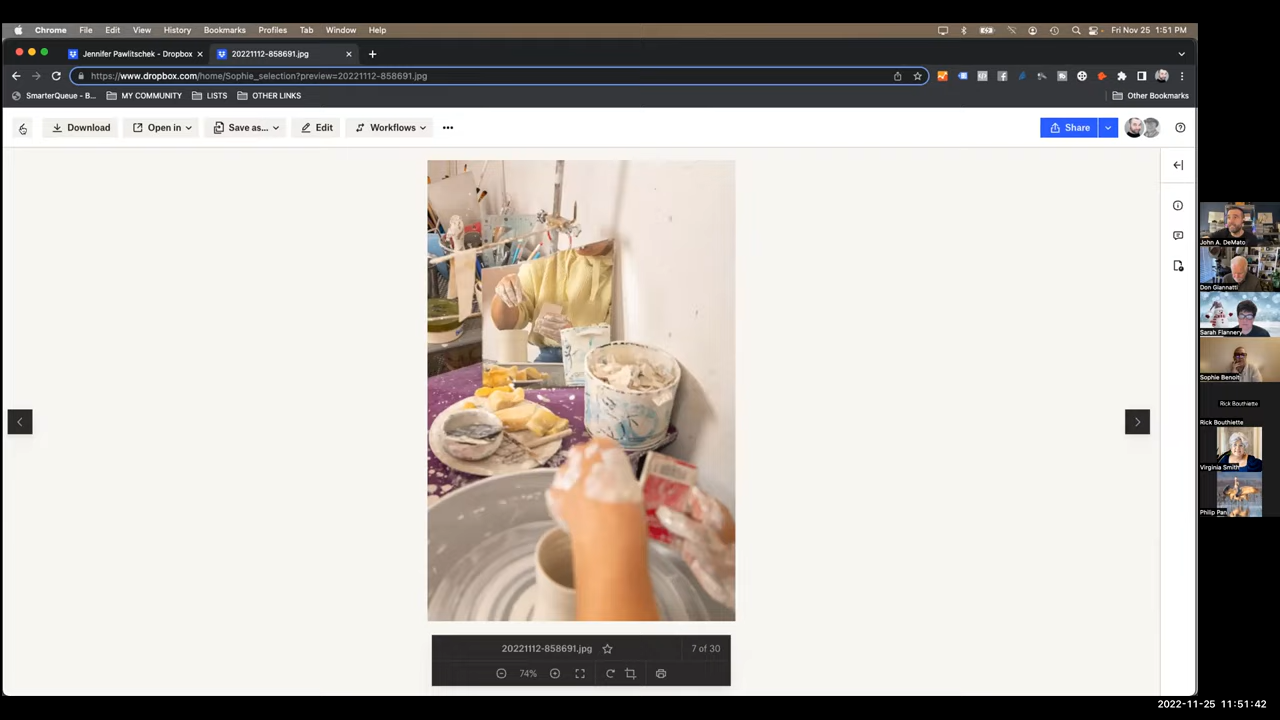 Chrome File Edit View History Bookmarks Profiles Tab Window Help Fri Nov 25 1:51 PM
Jennifer Pawlitschek - Dropbox 20221112-858691.jpg
https://www.dropbox.com/home/Sophie_selection?preview=20221112-858691.jpg
SmarterQueue - B... MY COMMUNITY LISTS OTHER LINKS Other Bookmarks
Download Open in Save as... Edit Workflows Share
John A. DeMato
Don Giannatti
Sarah Flannery
Sophie Benoit
Rick Bouthiette
Rick Bouthiette
Virginia Smith
Philip Pan
20221112-858691.jpg 7 of 30
74%
2022-11-25 11:51:42